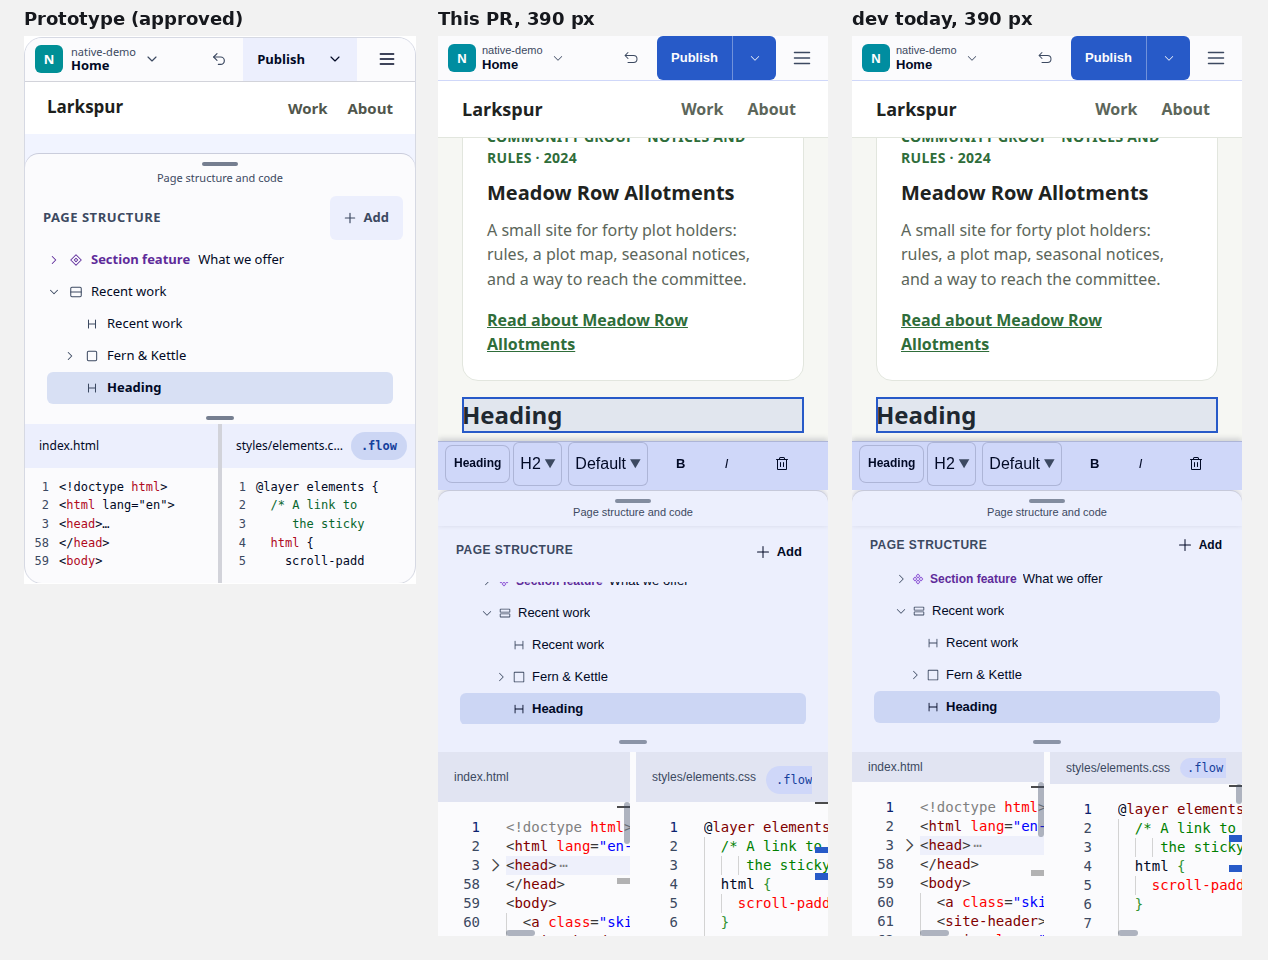 Prototype (approved)
native-demo
Home
Publish
Larkspur
Work
About
Page structure and code
PAGE STRUCTURE
Add
Section feature What we offer
Recent work
Recent work
Fern & Kettle
Heading
index.html
styles/elements.c...
.flow
1 <!doctype html>
2 <html lang="en">
3 <head>…
58 </head>
59 <body>
1 @layer elements {
2 /* A link to
3 the sticky
4 html {
5 scroll-padd
This PR, 390 px
N
native-demo
Home
Publish
Larkspur
Work
About
COMMUNITY GROUP · NOTICES AND
RULES · 2024
Meadow Row Allotments
A small site for forty plot holders:
rules, a plot map, seasonal notices,
and a way to reach the committee.
Read about Meadow Row
Allotments
Heading
Heading
H2
Default
B
I
Page structure and code
PAGE STRUCTURE
Add
Section feature What we offer
Recent work
Recent work
Fern & Kettle
Heading
index.html
styles/elements.css
.flow
1 <!doctype html>
2 <html lang="en-
3 <head> …
58 </head>
59 <body>
60 <a class="ski
1 @layer elements
2 /* A link to
3 the sticky
4 html {
5 scroll-padd
6 }
dev today, 390 px
N
native-demo
Home
Publish
Larkspur
Work
About
COMMUNITY GROUP · NOTICES AND
RULES · 2024
Meadow Row Allotments
A small site for forty plot holders:
rules, a plot map, seasonal notices,
and a way to reach the committee.
Read about Meadow Row
Allotments
Heading
Heading
H2
Default
B
I
Page structure and code
PAGE STRUCTURE
Add
Section feature What we offer
Recent work
Recent work
Fern & Kettle
Heading
index.html
styles/elements.css
.flow
1 <!doctype html>
2 <html lang="en-
3 <head> …
58 </head>
59 <body>
60 <a class="ski
61 <site-header>
1 @layer elements
2 /* A link to
3 the sticky
4 html {
5 scroll-padd
6 }
7